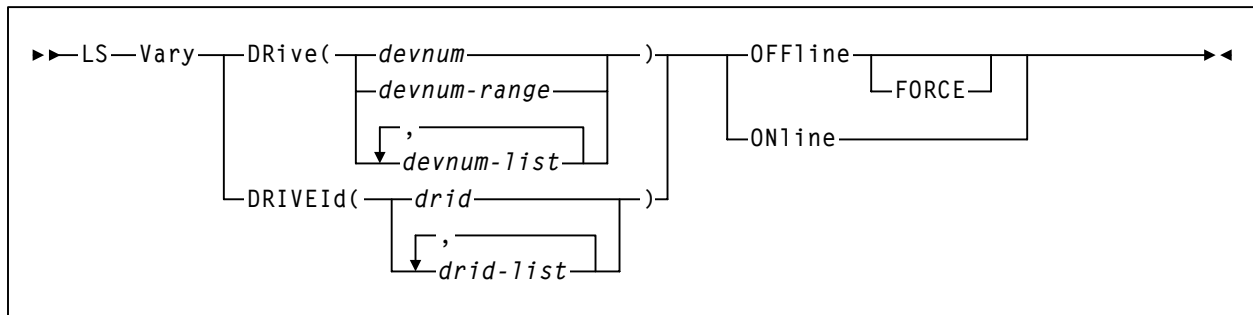 LS Vary DRive( devnum ) OFFline
devnum-range FORCE
,
devnum-list ONline
DRIVEId( drid )
,
drid-list